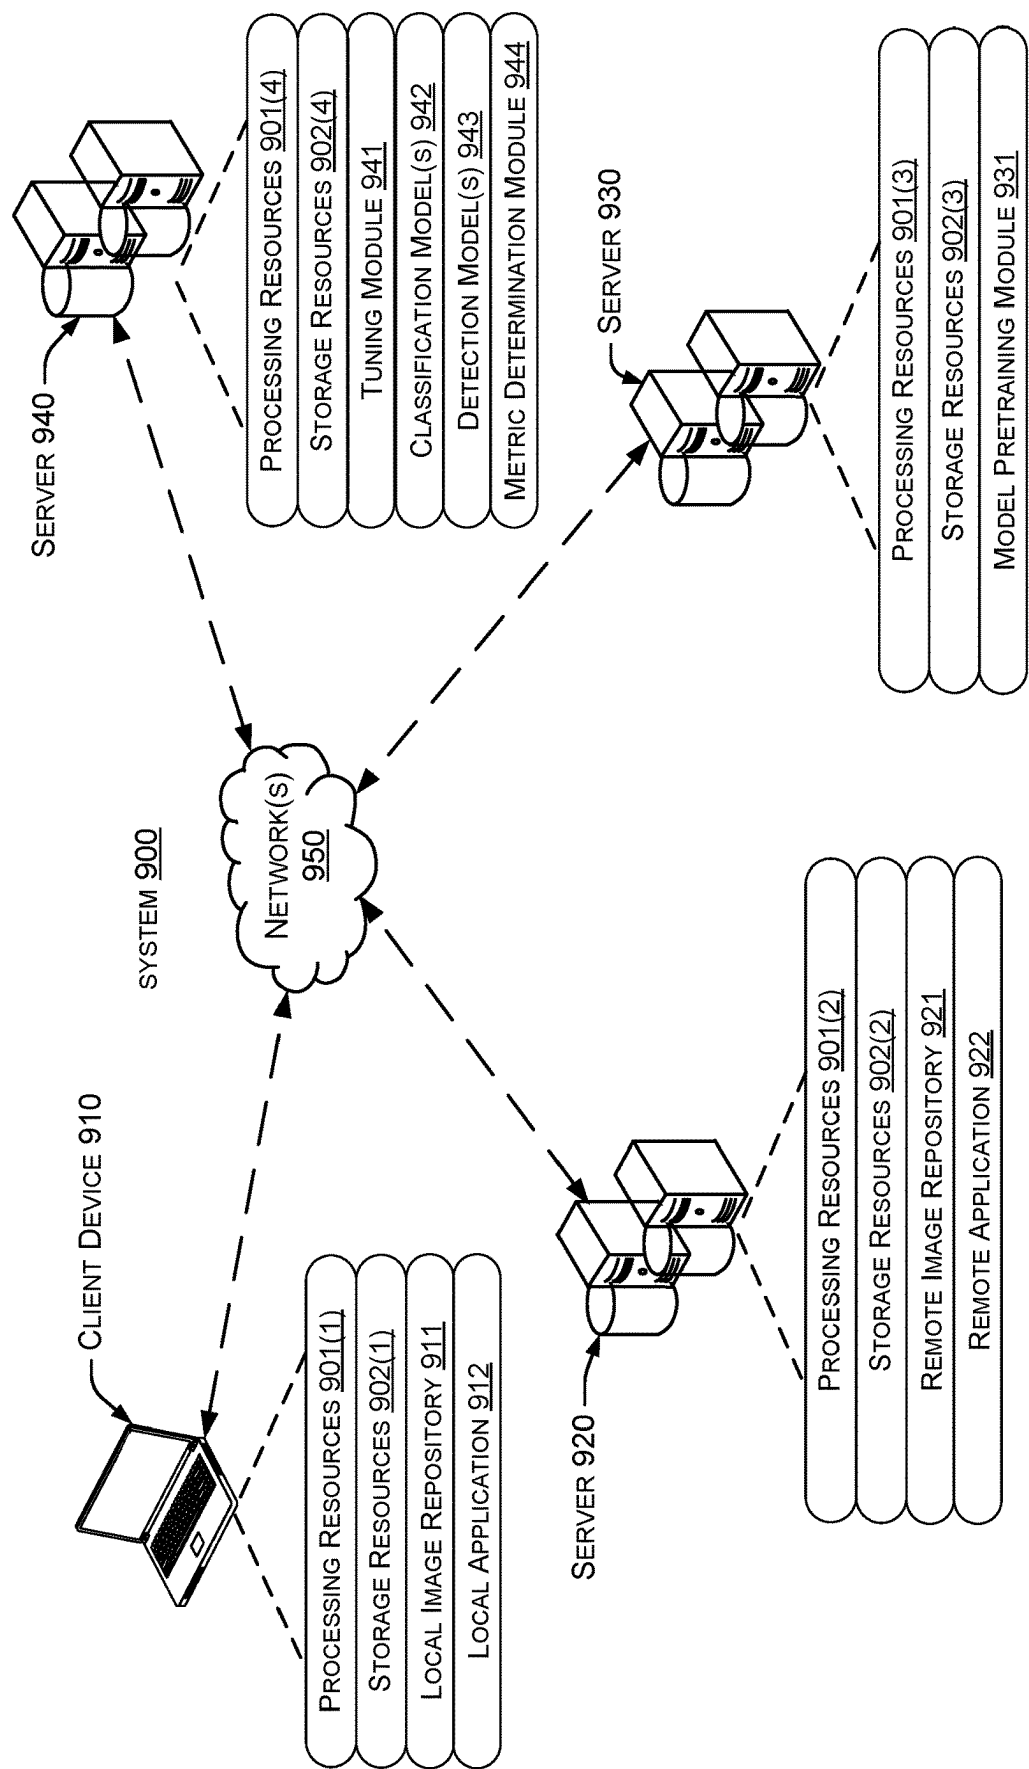 SYSTEM 900
CLIENT DEVICE 910
PROCESSING RESOURCES 901(1)
STORAGE RESOURCES 902(1)
LOCAL IMAGE REPOSITORY 911
LOCAL APPLICATION 912
NETWORK(S)
950
SERVER 940
PROCESSING RESOURCES 901(4)
STORAGE RESOURCES 902(4)
TUNING MODULE 941
CLASSIFICATION MODEL(S) 942
DETECTION MODEL(S) 943
METRIC DETERMINATION MODULE 944
SERVER 920
PROCESSING RESOURCES 901(2)
STORAGE RESOURCES 902(2)
REMOTE IMAGE REPOSITORY 921
REMOTE APPLICATION 922
SERVER 930
PROCESSING RESOURCES 901(3)
STORAGE RESOURCES 902(3)
MODEL PRETRAINING MODULE 931